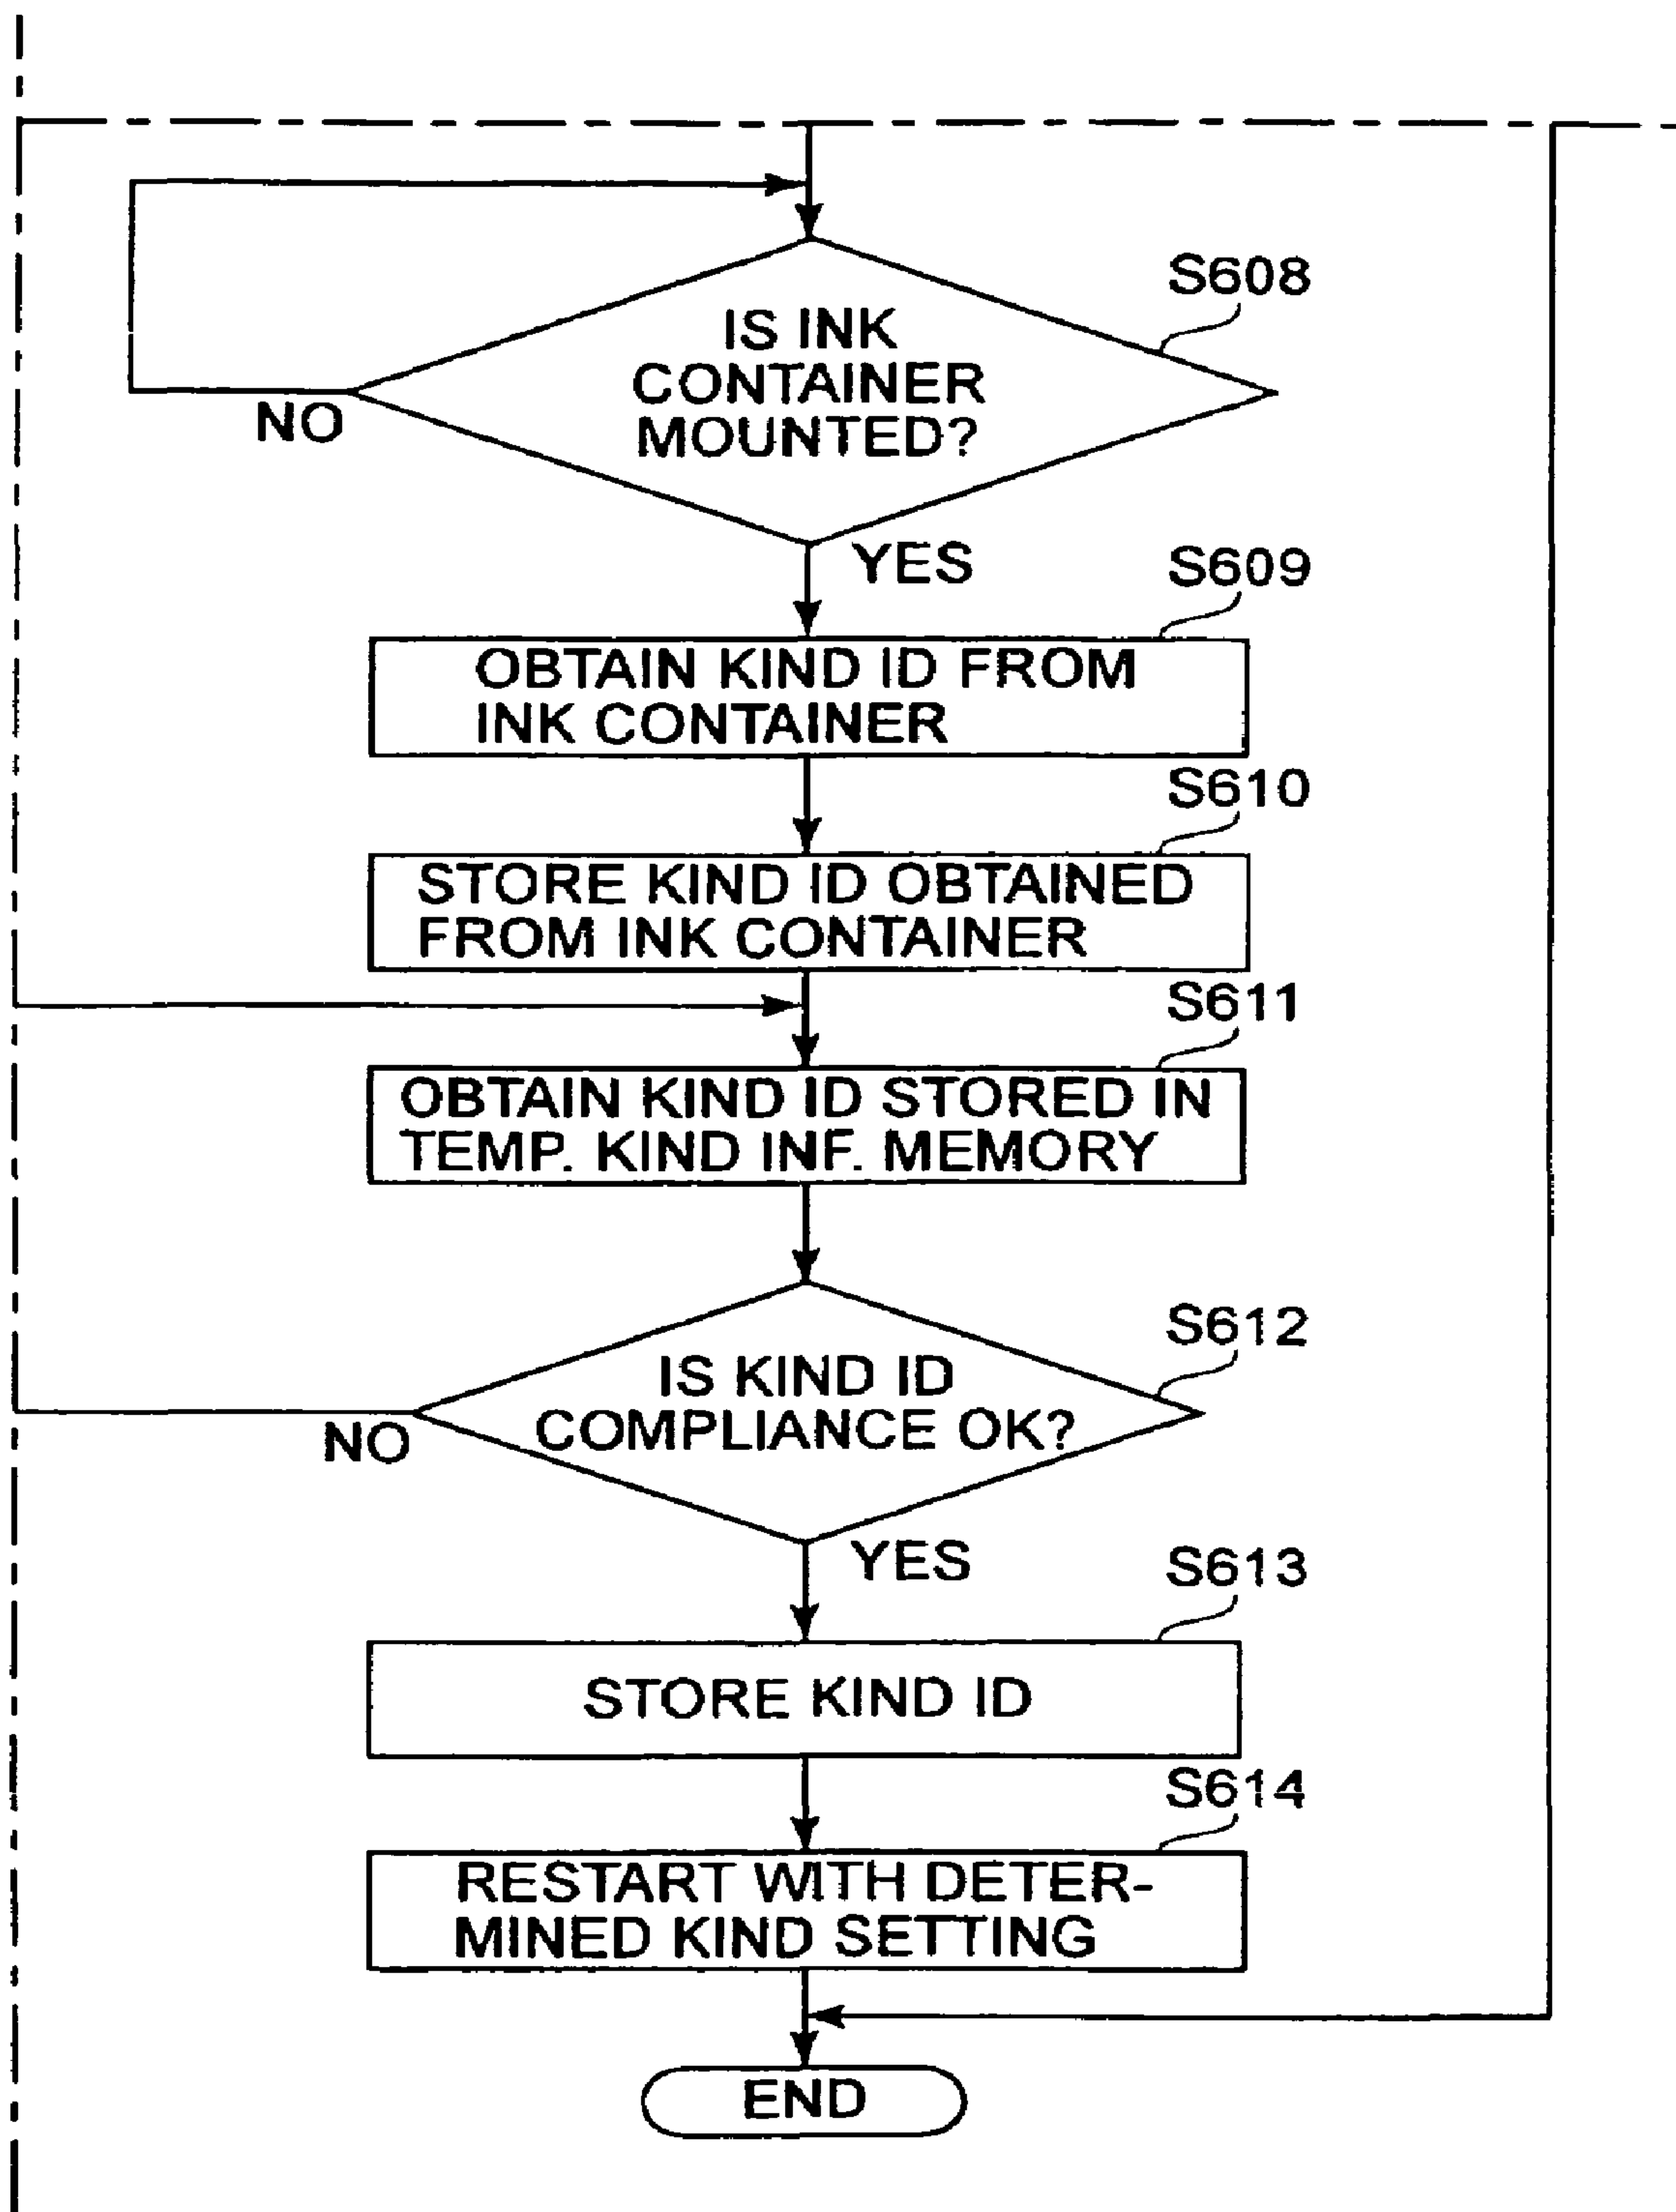 S608
IS INK
CONTAINER
MOUNTED?
NO
YES
S609
OBTAIN KIND ID FROM
INK CONTAINER
S610
STORE KIND ID OBTAINED
FROM INK CONTAINER
S611
OBTAIN KIND ID STORED IN
TEMP. KIND INF. MEMORY
S612
IS KIND ID
COMPLIANCE OK?
NO
YES
S613
STORE KIND ID
S614
RESTART WITH DETER-
MINED KIND SETTING
END